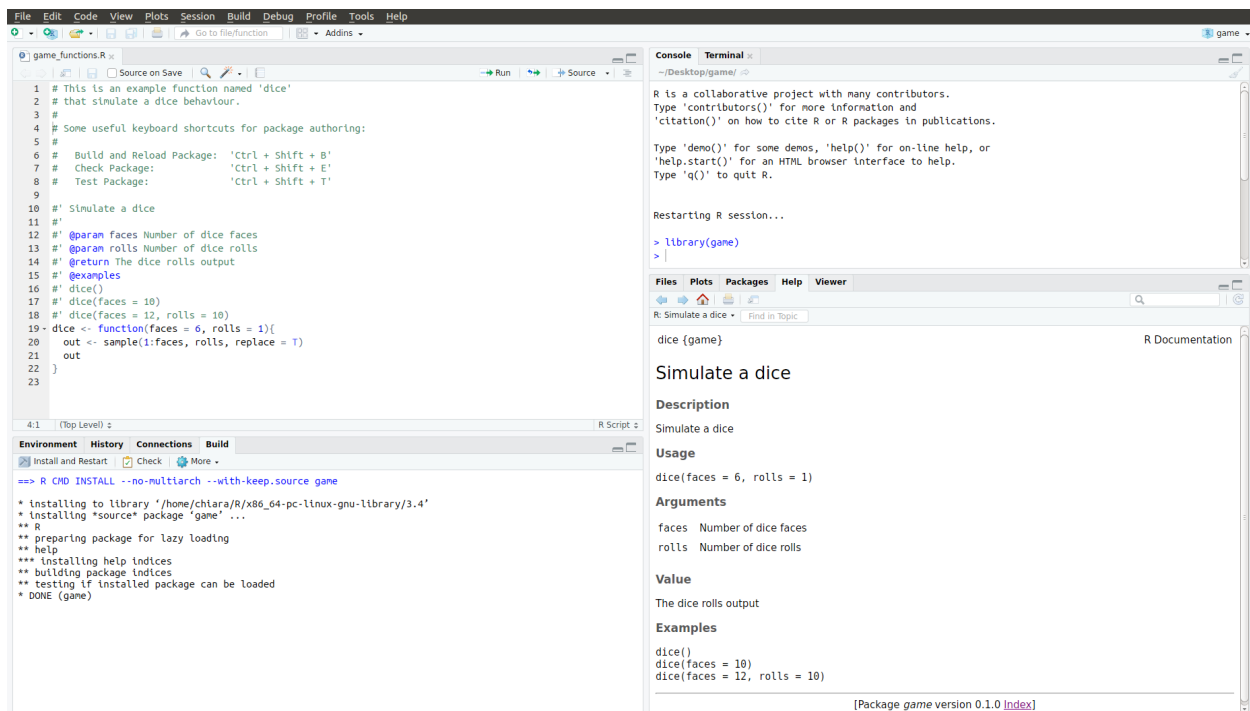 File Edit Code View Plots Session Build Debug Profile Tools Help
Go to file/function Addins game
game_functions.R
Source on Save Run Source
1 # This is an example function named 'dice'
2 # that simulate a dice behaviour.
3 #
4 # Some useful keyboard shortcuts for package authoring:
5 #
6 #   Build and Reload Package:  'Ctrl + Shift + B'
7 #   Check Package:             'Ctrl + Shift + E'
8 #   Test Package:              'Ctrl + Shift + T'
9
10 #' Simulate a dice
11 #'
12 #' @param faces Number of dice faces
13 #' @param rolls Number of dice rolls
14 #' @return The dice rolls output
15 #' @examples
16 #' dice()
17 #' dice(faces = 10)
18 #' dice(faces = 12, rolls = 10)
19 dice <- function(faces = 6, rolls = 1){
20   out <- sample(1:faces, rolls, replace = T)
21   out
22 }
23
4:1 (Top Level) R Script
Environment History Connections Build
Install and Restart Check More
==> R CMD INSTALL --no-multiarch --with-keep.source game
* installing to library ‘/home/chiara/R/x86_64-pc-linux-gnu-library/3.4’
* installing *source* package ‘game’ ...
** R
** preparing package for lazy loading
** help
*** installing help indices
** building package indices
** testing if installed package can be loaded
* DONE (game)
Console Terminal
~/Desktop/game/
R is a collaborative project with many contributors.
Type 'contributors()' for more information and
'citation()' on how to cite R or R packages in publications.
Type 'demo()' for some demos, 'help()' for on-line help, or
'help.start()' for an HTML browser interface to help.
Type 'q()' to quit R.
Restarting R session...
> library(game)
>
Files Plots Packages Help Viewer
R: Simulate a dice Find in Topic
dice {game} R Documentation
Simulate a dice
Description
Simulate a dice
Usage
dice(faces = 6, rolls = 1)
Arguments
faces Number of dice faces
rolls Number of dice rolls
Value
The dice rolls output
Examples
dice()
dice(faces = 10)
dice(faces = 12, rolls = 10)
[Package game version 0.1.0 Index]